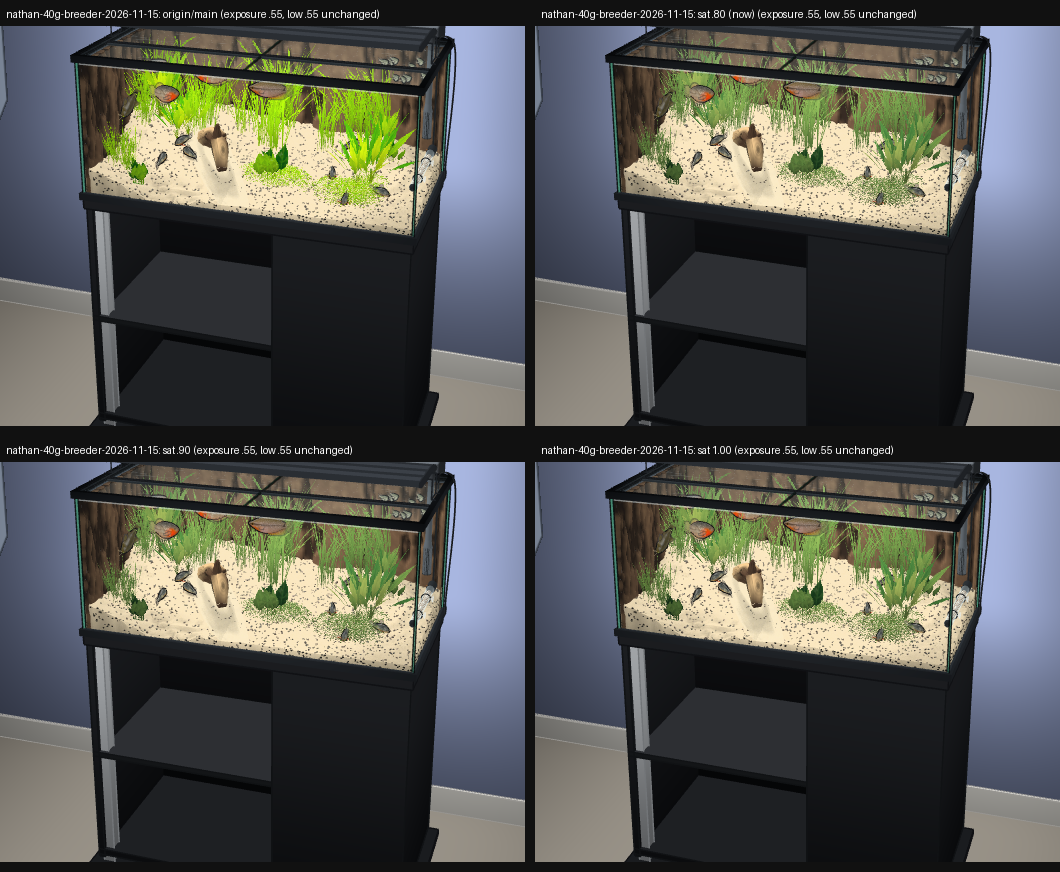 nathan-40g-breeder-2026-11-15: origin/main (exposure .55, low .55 unchanged)
nathan-40g-breeder-2026-11-15: sat.80 (now) (exposure .55, low .55 unchanged)
nathan-40g-breeder-2026-11-15: sat.90 (exposure .55, low .55 unchanged)
nathan-40g-breeder-2026-11-15: sat 1.00 (exposure .55, low .55 unchanged)